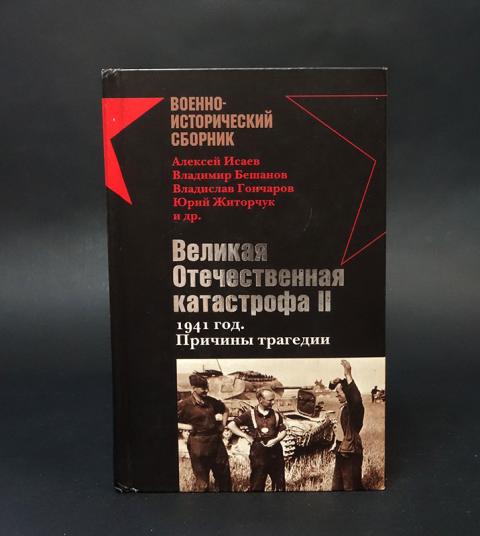 ВОЕННО-
ИСТОРИЧЕСКИЙ
СБОРНИК
Алексей Исаев
Владимир Бешанов
Владислав Гончаров
Юрий Житорчук
и др.
Великая
Отечественная
катастрофа II
1941 год.
Причины трагедии